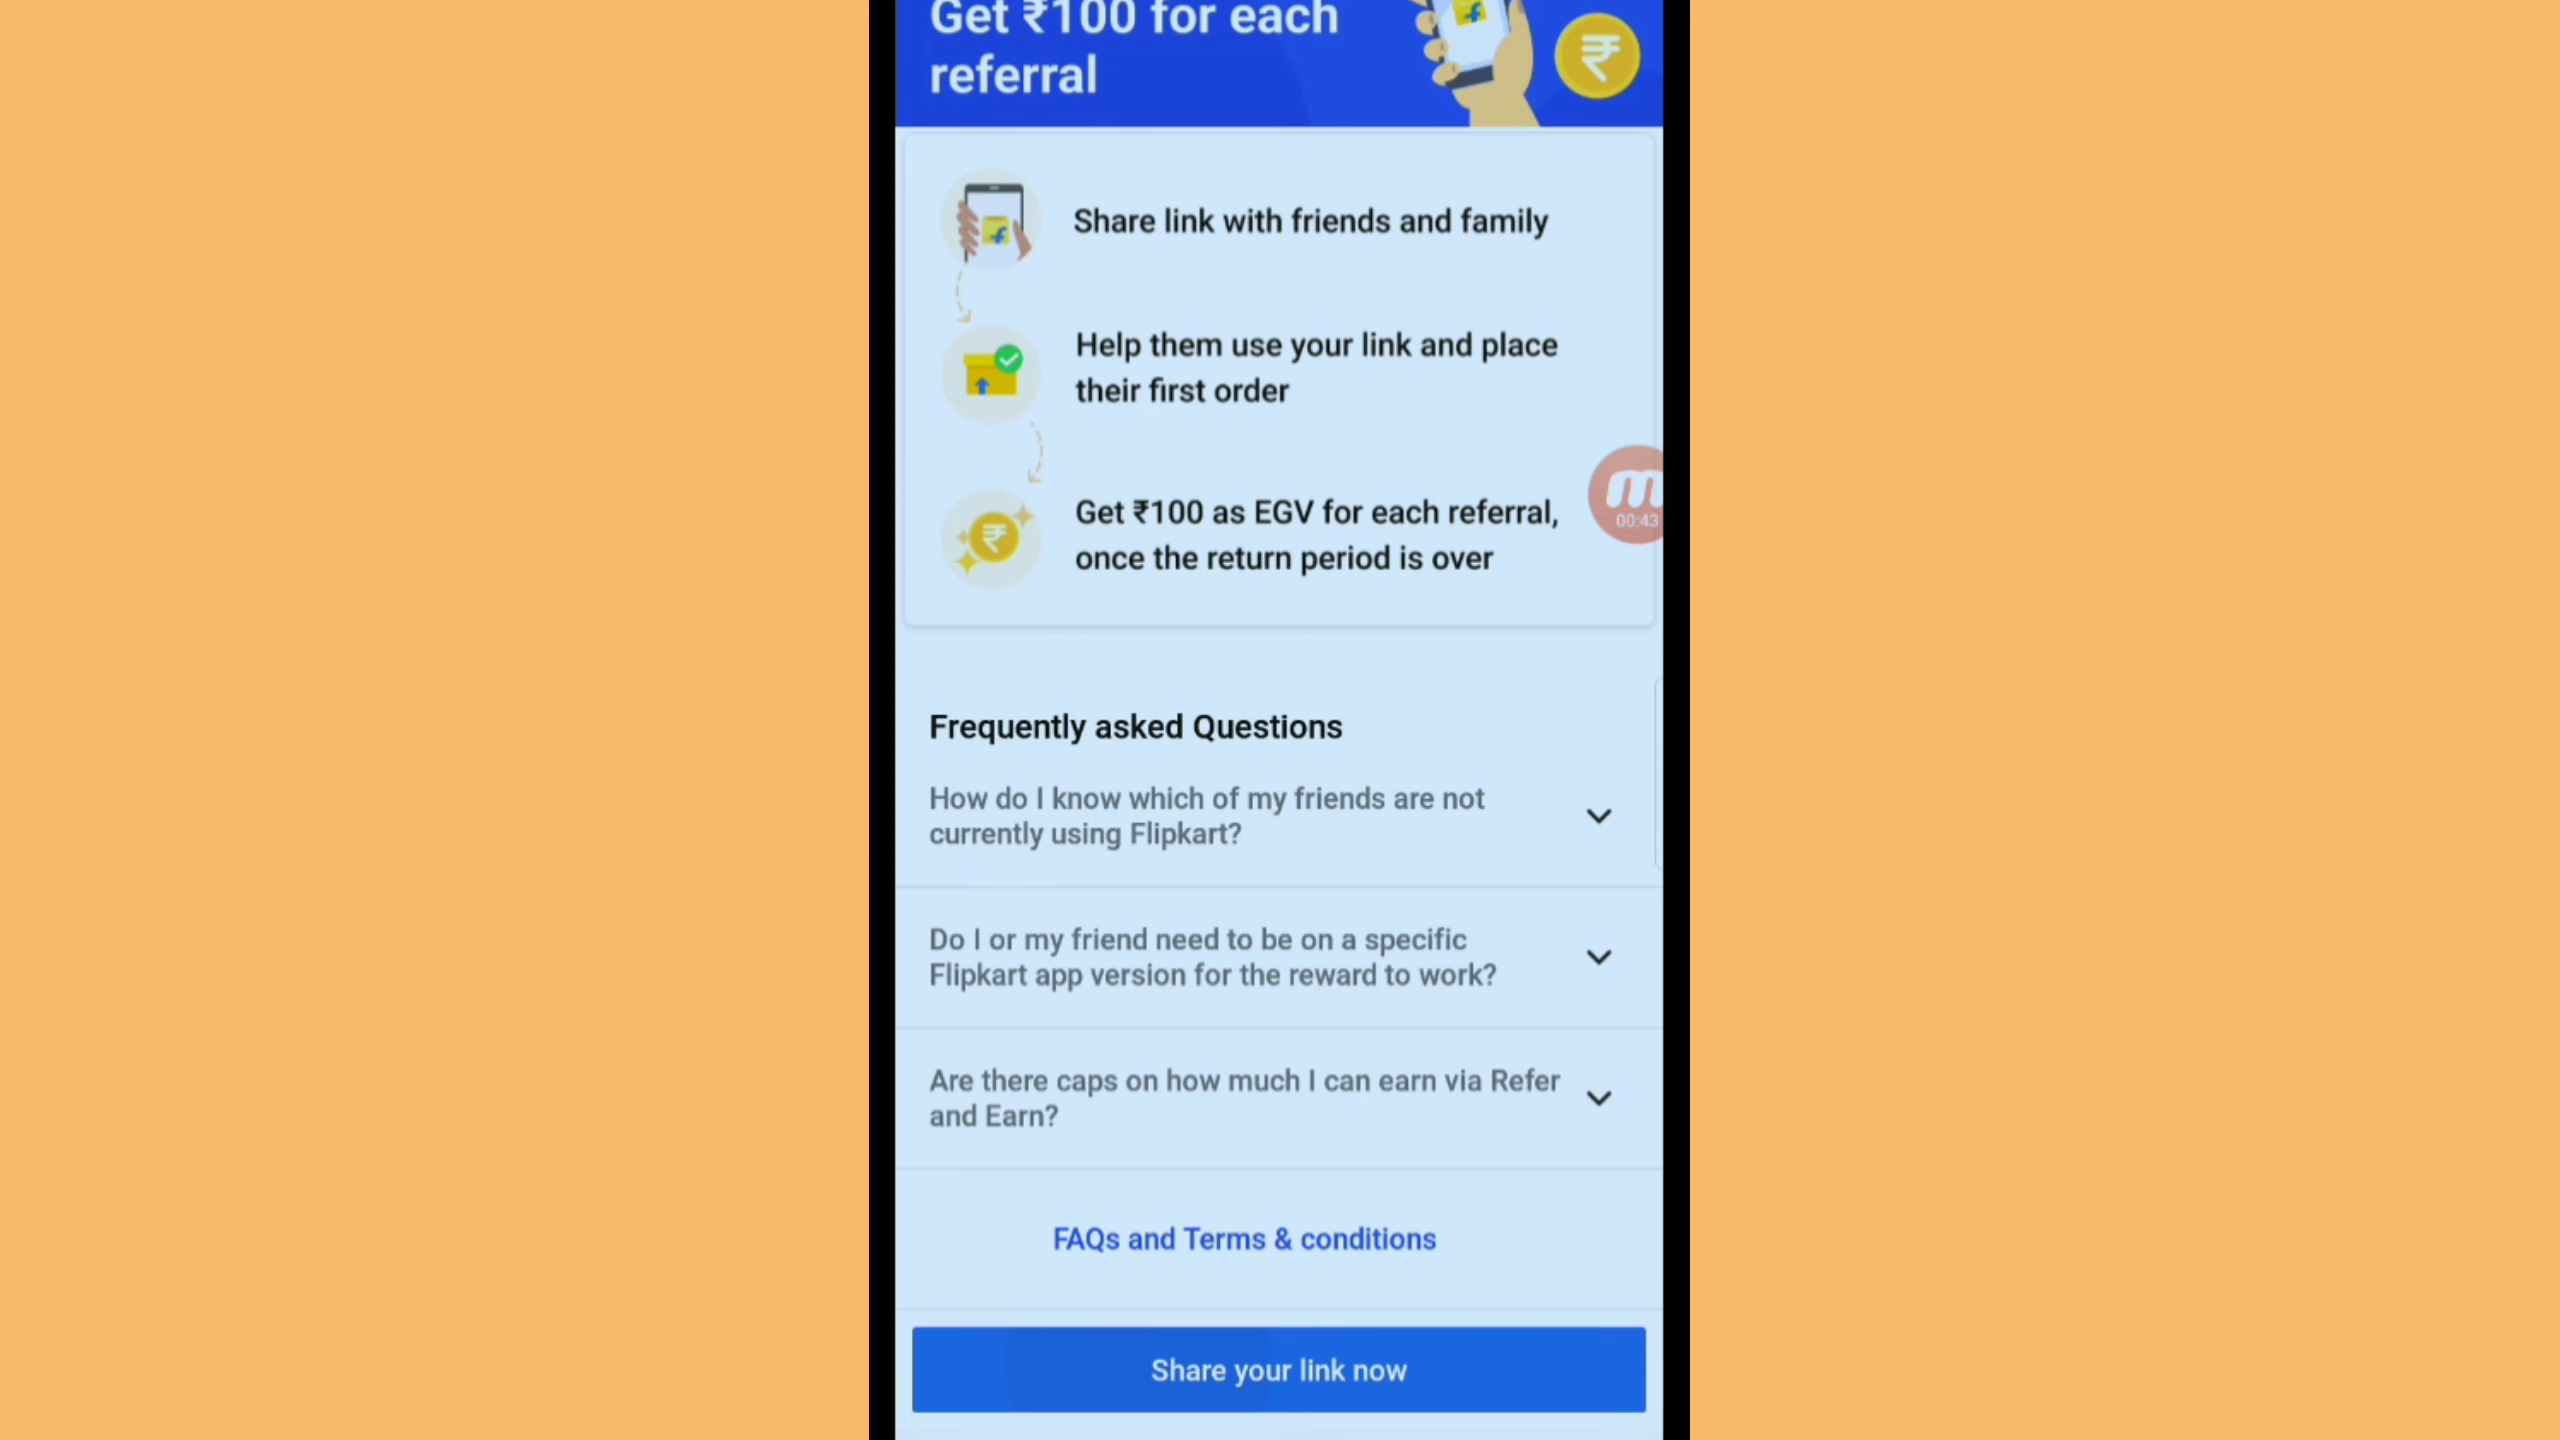 Get ₹100 for each
referral
Share link with friends and family
Help them use your link and place
their first order
Get ₹100 as EGV for each referral,
once the return period is over
00:43
Frequently asked Questions
How do I know which of my friends are not
currently using Flipkart?
Do I or my friend need to be on a specific
Flipkart app version for the reward to work?
Are there caps on how much I can earn via Refer
and Earn?
FAQs and Terms & conditions
Share your link now